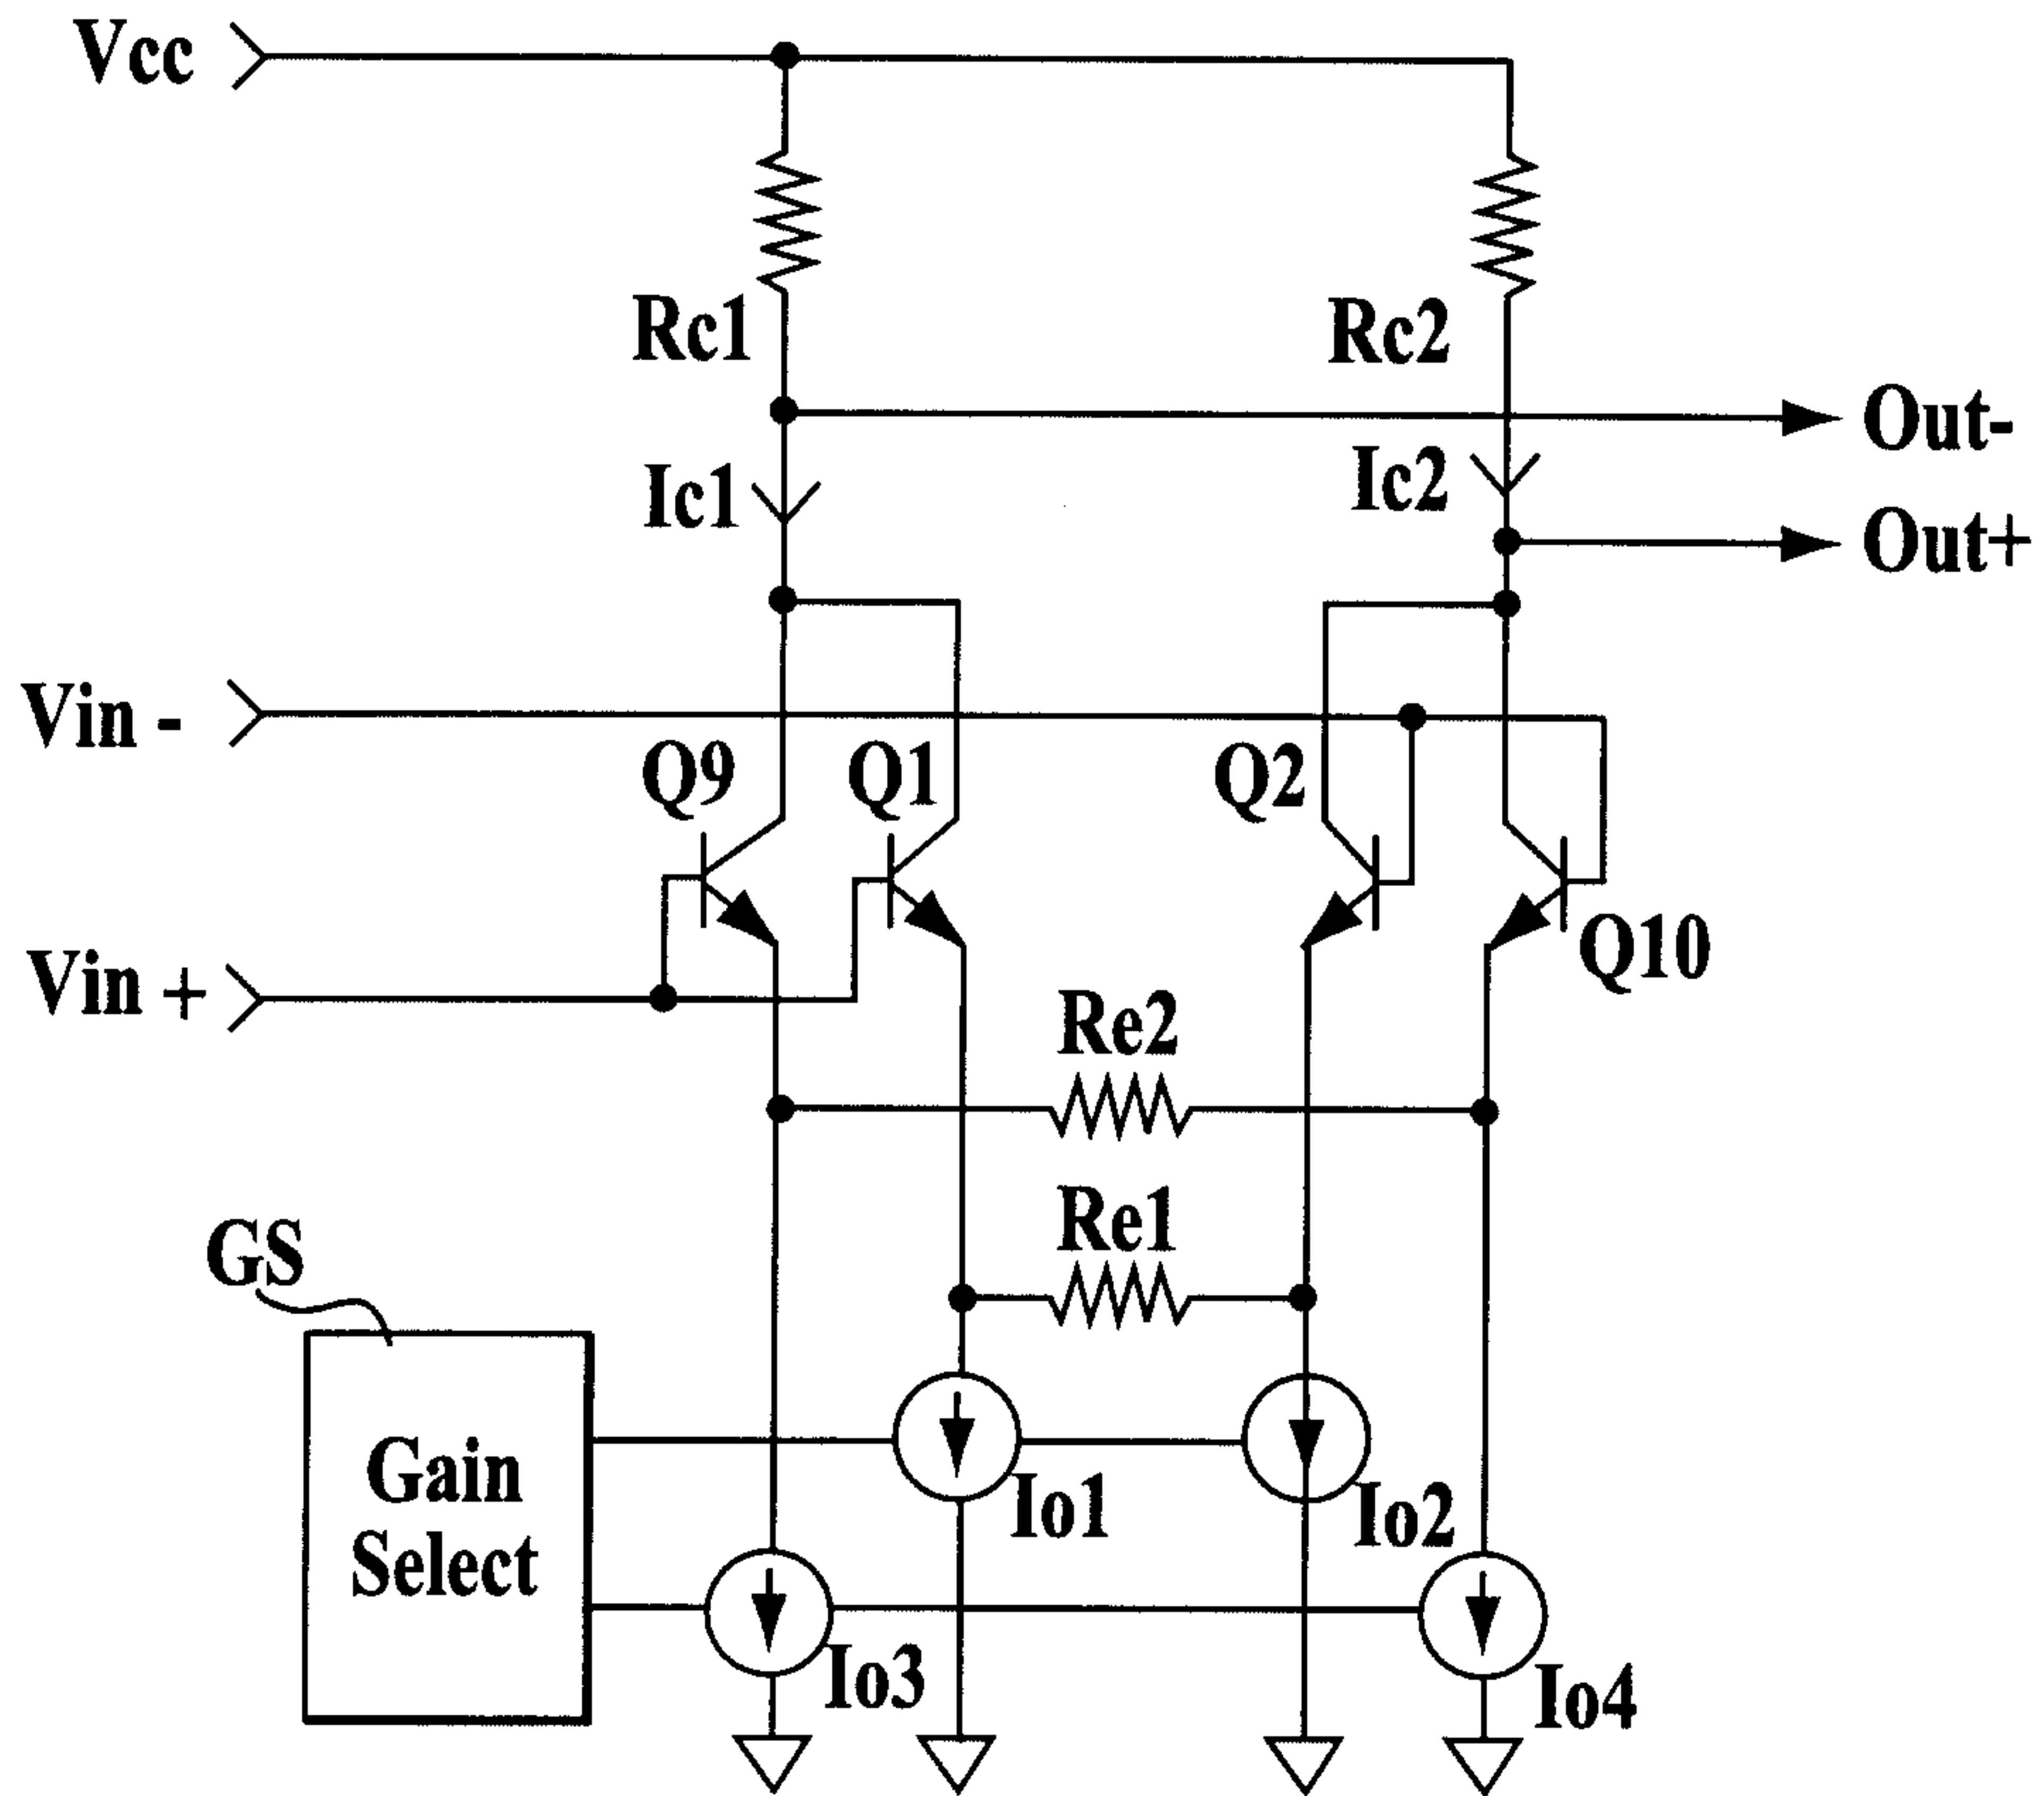 Vcc
Rc1
Rc2
Out-
Ic1
Ic2
Out+
Vin -
Q9
Q1
Q2
Q10
Vin +
Re2
Re1
GS
Gain
Select
Io1
Io2
Io3
Io4